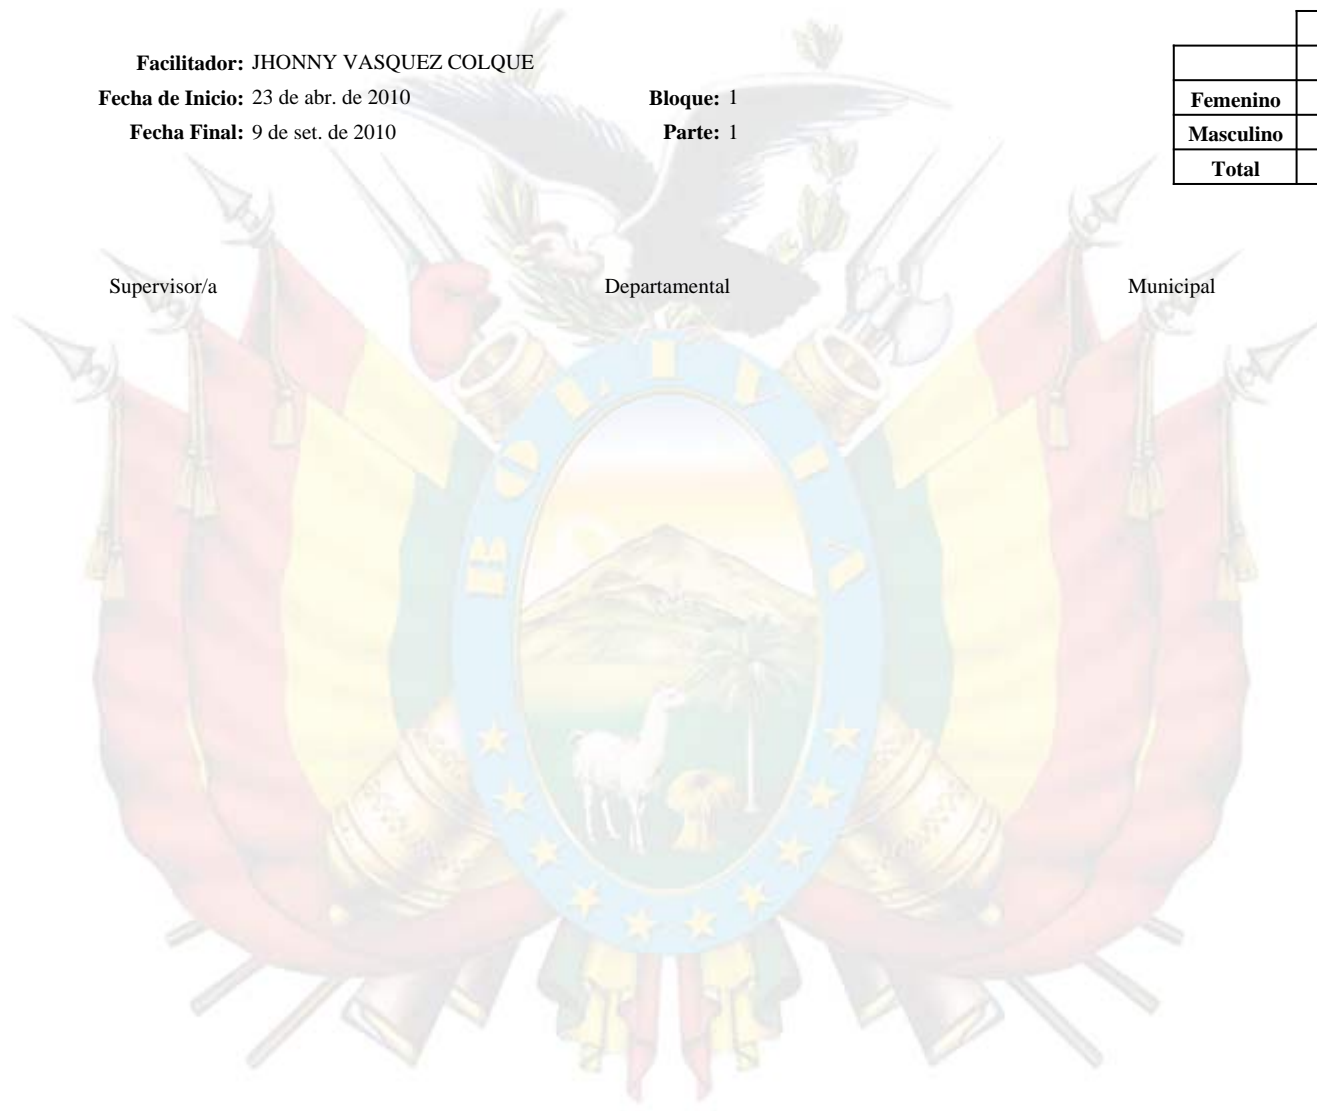 Facilitador: JHONNY VASQUEZ COLQUE
Fecha de Inicio: 23 de abr. de 2010 Bloque: 1
Fecha Final: 9 de set. de 2010 Parte: 1
Femenino
Masculino
Total
Supervisor/a Departamental Municipal
BOLIVIA